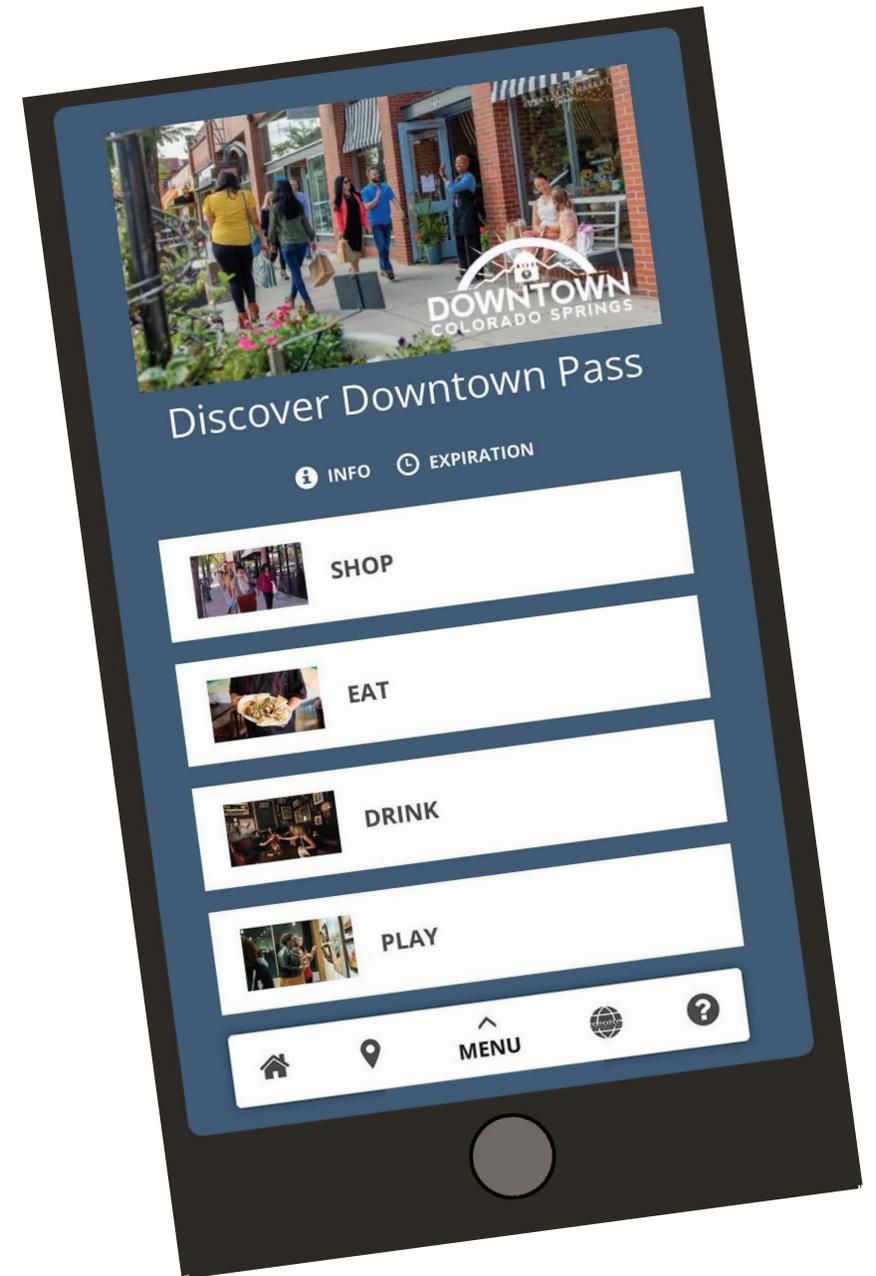 DOWNTOWN
COLORADO SPRINGS
Discover Downtown Pass
INFO EXPIRATION
SHOP
EAT
DRINK
PLAY
MENU